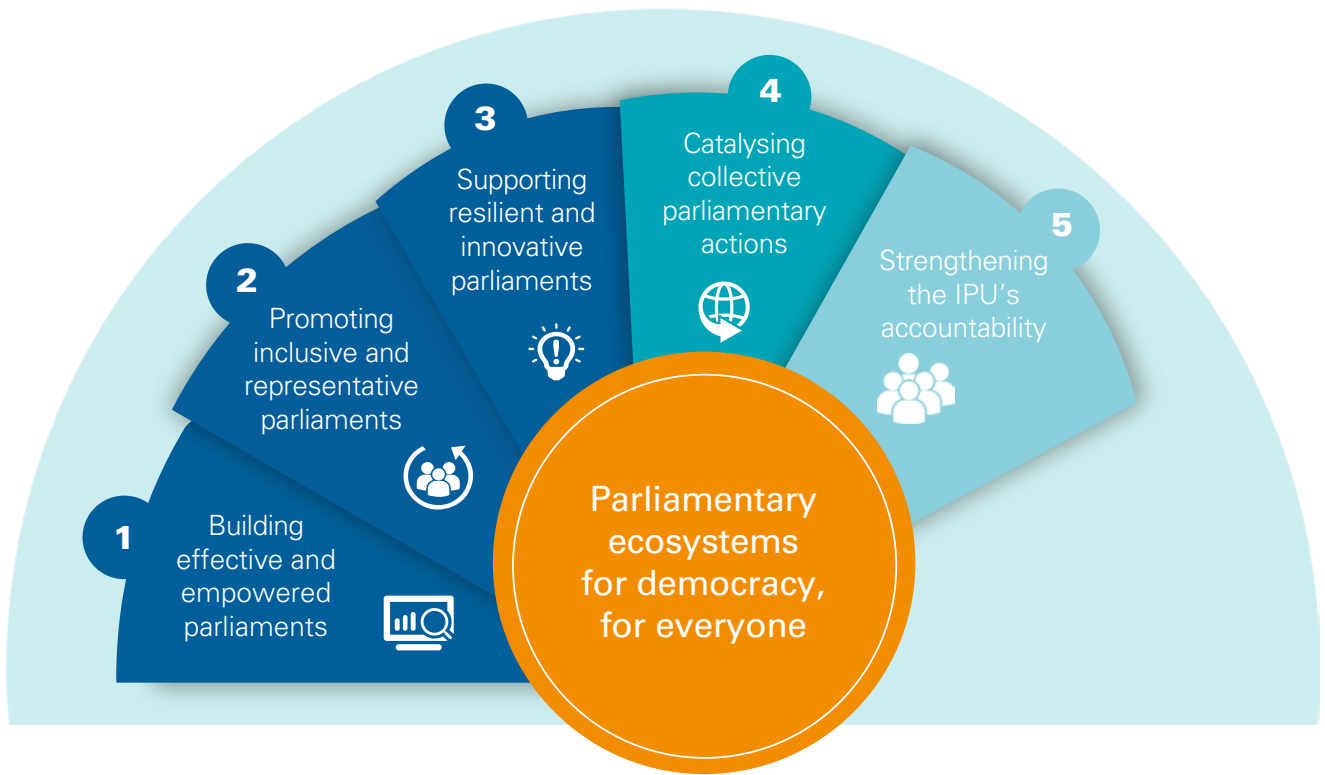 1
Building
effective and
empowered
parliaments
2
Promoting
inclusive and
representative
parliaments
3
Supporting
resilient and
innovative
parliaments
4
Catalysing
collective
parliamentary
actions
5
Strengthening
the IPU's
accountability
Parliamentary
ecosystems
for democracy,
for everyone